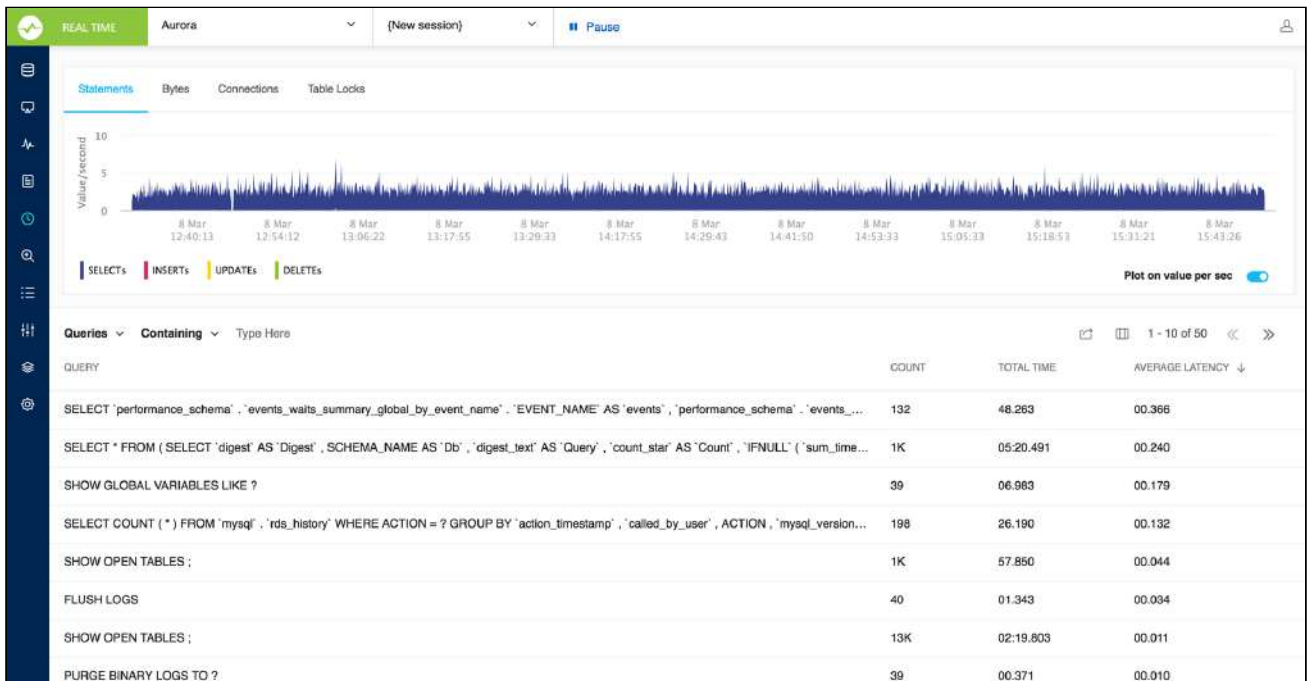 REAL TIME Aurora {New session} Pause
Statements Bytes Connections Table Locks
Value/second
10
5
0
8 Mar 8 Mar 8 Mar 8 Mar 8 Mar 8 Mar 8 Mar 8 Mar 8 Mar 8 Mar 8 Mar 8 Mar 8 Mar
12:40:13 12:54:12 13:06:22 13:17:55 13:29:33 14:17:55 14:29:43 14:41:50 14:53:33 15:05:33 15:18:53 15:31:21 15:43:26
SELECTs INSERTs UPDATEs DELETEs
Plot on value per sec
Queries Containing Type Here 1 - 10 of 50
QUERY COUNT TOTAL TIME AVERAGE LATENCY ↓
SELECT `performance_schema` . `events_waits_summary_global_by_event_name` . `EVENT_NAME` AS `events` , `performance_schema` . `events_... 132 48.263 00.366
SELECT * FROM ( SELECT `digest` AS `Digest` , SCHEMA_NAME AS `Db` , `digest_text` AS `Query` , `count_star` AS `Count` , `IFNULL` ( `sum_time... 1K 05:20.491 00.240
SHOW GLOBAL VARIABLES LIKE ? 39 06.983 00.179
SELECT COUNT ( * ) FROM `mysql` . `rds_history` WHERE ACTION = ? GROUP BY `action_timestamp` , `called_by_user` , ACTION , `mysql_version... 198 26.190 00.132
SHOW OPEN TABLES ; 1K 57.850 00.044
FLUSH LOGS 40 01.343 00.034
SHOW OPEN TABLES ; 13K 02:19.803 00.011
PURGE BINARY LOGS TO ? 39 00.371 00.010